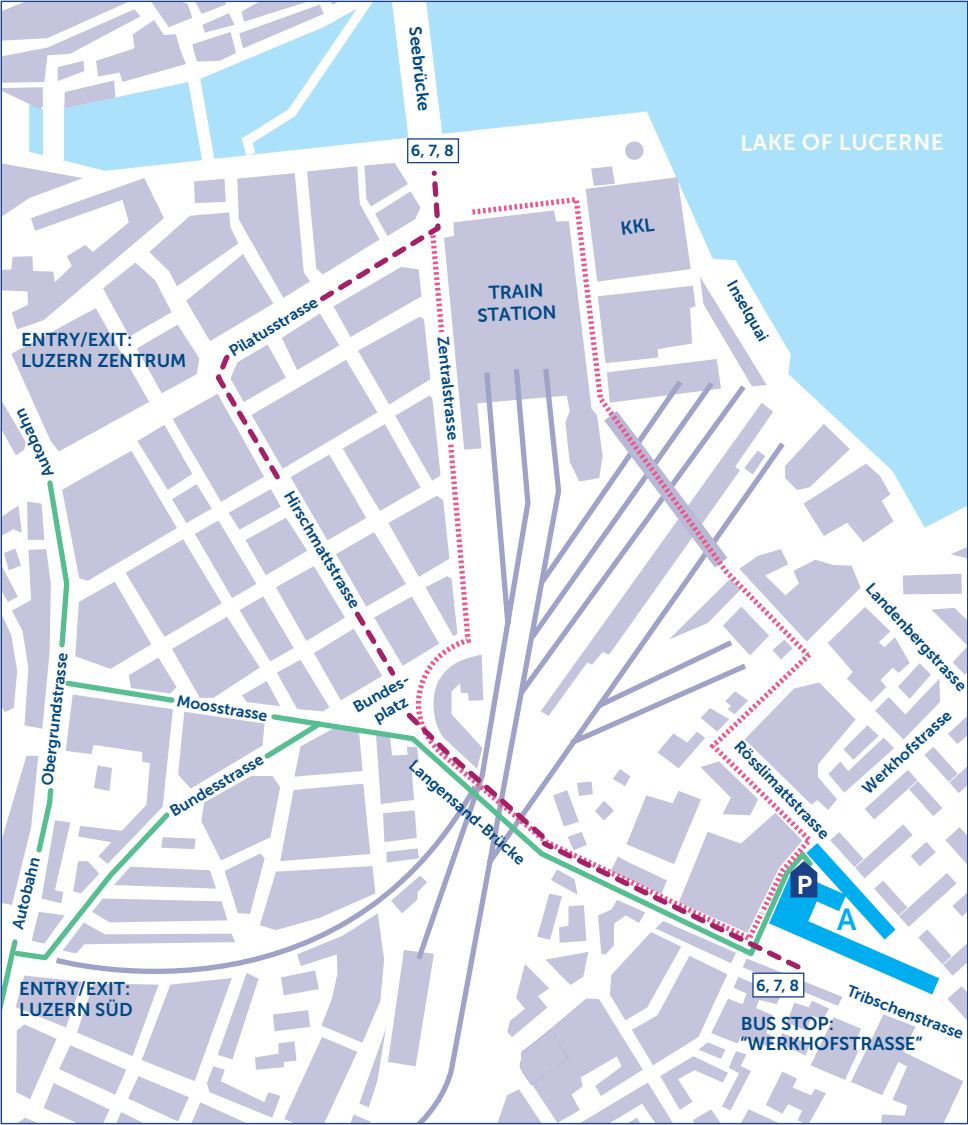 Seebrücke
6, 7, 8
LAKE OF LUCERNE
KKL
TRAIN
STATION
Inselquai
Pilatusstrasse
ENTRY/EXIT:
LUZERN ZENTRUM
Zentralstrasse
Autobahn
Hirschmattstrasse
Landenbergstrasse
Obergrundstrasse
Moosstrasse
Bundes-
platz
Werkhofstrasse
Rösslimattstrasse
Bundesstrasse
Langensand-Brücke
Autobahn
P
A
ENTRY/EXIT:
LUZERN SÜD
6, 7, 8
Tribschenstrasse
BUS STOP:
“WERKHOFSTRASSE”